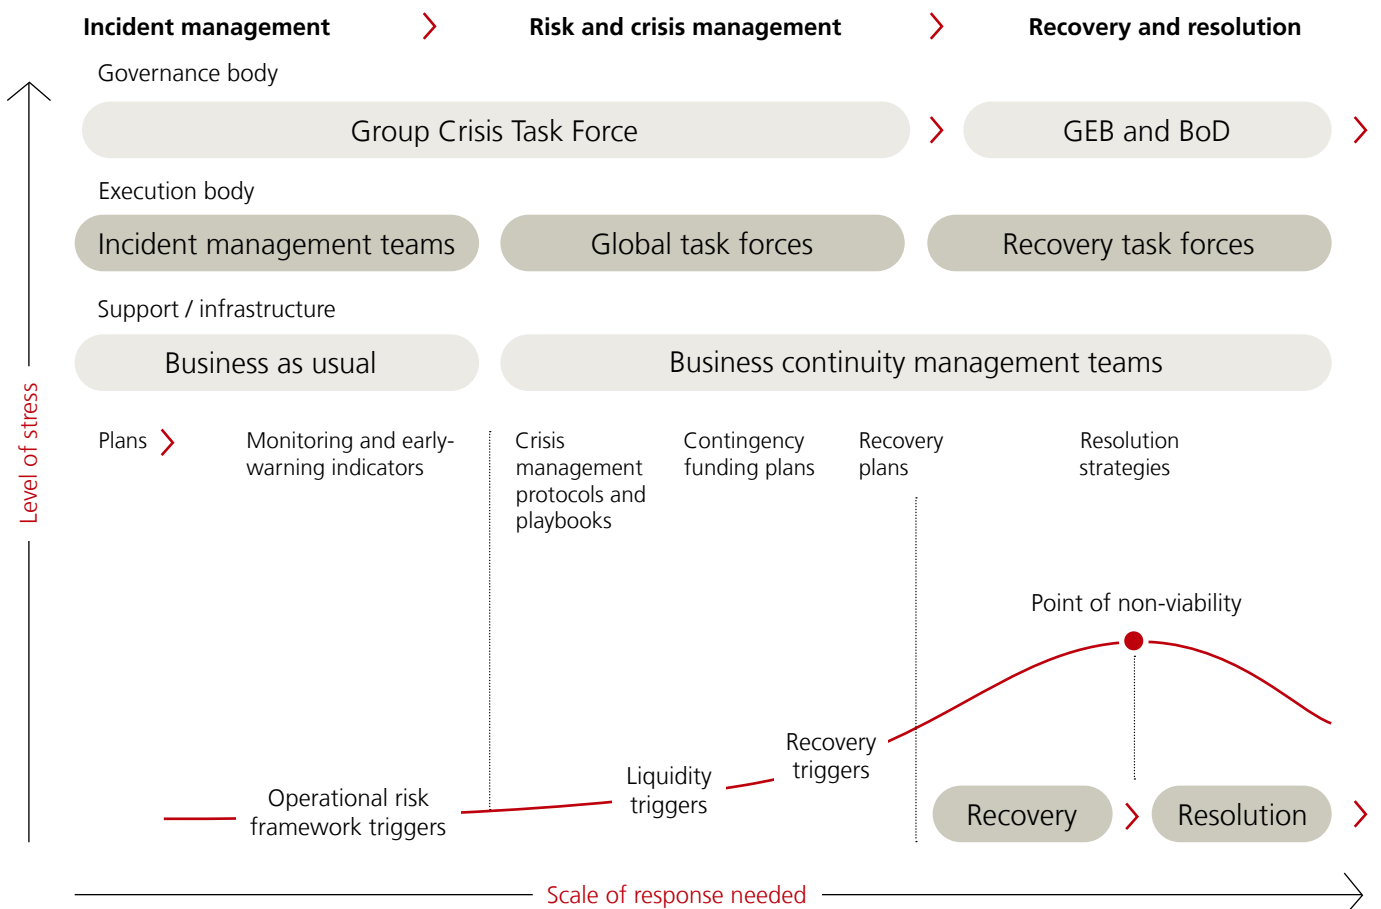 Incident management
Risk and crisis management
Recovery and resolution
Governance body
Group Crisis Task Force
GEB and BoD
Execution body
Incident management teams
Global task forces
Recovery task forces
Support / infrastructure
Business as usual
Business continuity management teams
Plans
Monitoring and early-
warning indicators
Crisis
management
protocols and
playbooks
Contingency
funding plans
Recovery
plans
Resolution
strategies
Level of stress
Point of non-viability
Recovery
triggers
Liquidity
triggers
Operational risk
framework triggers
Recovery
Resolution
Scale of response needed